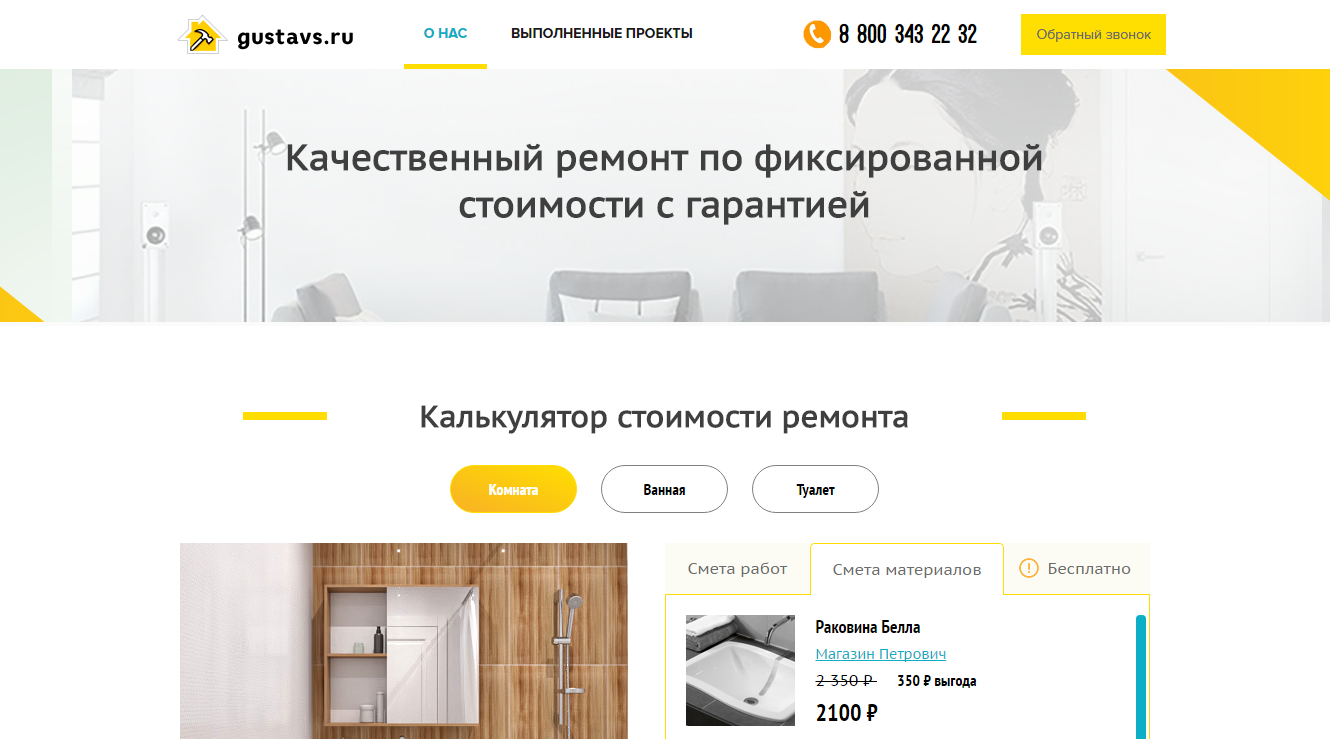 gustavs.ru
О НАС
ВЫПОЛНЕННЫЕ ПРОЕКТЫ
8 800 343 22 32
Обратный звонок
Качественный ремонт по фиксированной
стоимости с гарантией
Калькулятор стоимости ремонта
Комната
Ванная
Туалет
Смета работ
Смета материалов
Бесплатно
Раковина Белла
Магазин Петрович
2 350 ₽
350 ₽ выгода
2100 ₽